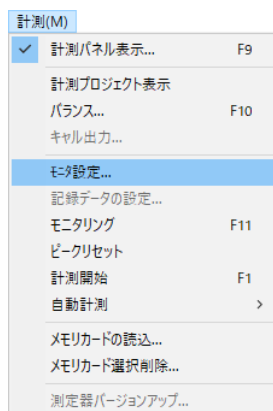 計測(M)
計測パネル表示... F9
計測プロジェクト表示
バランス... F10
キャル出力...
ﾓﾆﾀ設定...
記録データの設定...
モニタリング F11
ピークリセット
計測開始 F1
自動計測
メモリカードの読込...
メモリカード選択削除...
測定器バージョンアップ...